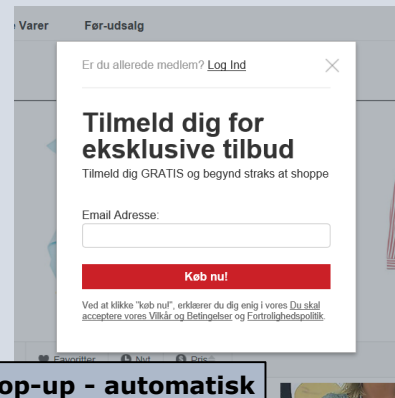 Varer Før-udsalg
Er du allerede medlem? Log Ind
Tilmeld dig for
eksklusive tilbud
Tilmeld dig GRATIS og begynd straks at shoppe
Email Adresse:
Køb nu!
Ved at klikke "køb nu!", erklærer du dig enig i vores Du skal
acceptere vores Vilkår og Betingelser og Fortrolighedspolitik.
Favoritter Nyt Pris
op-up - automatisk